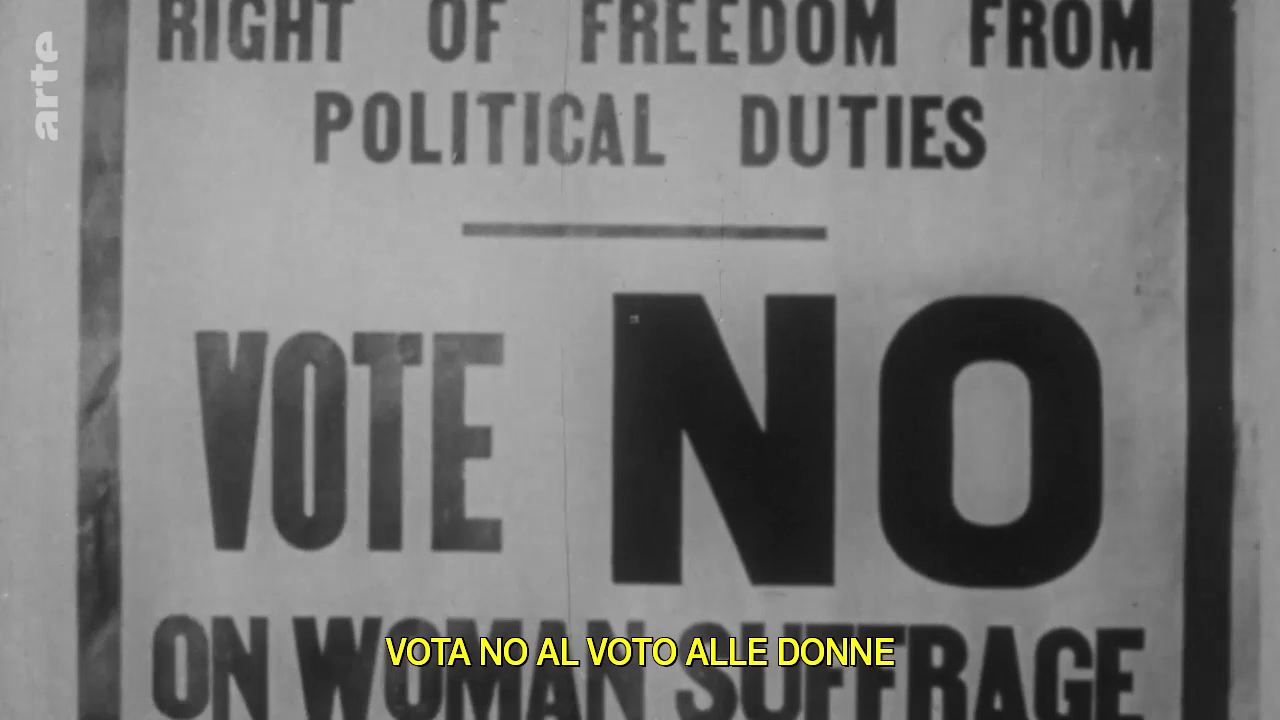 RIGHT OF FREEDOM FROM
POLITICAL DUTIES
VOTE NO
ON WOMAN SUFFRAGE
VOTA NO AL VOTO ALLE DONNE
arte